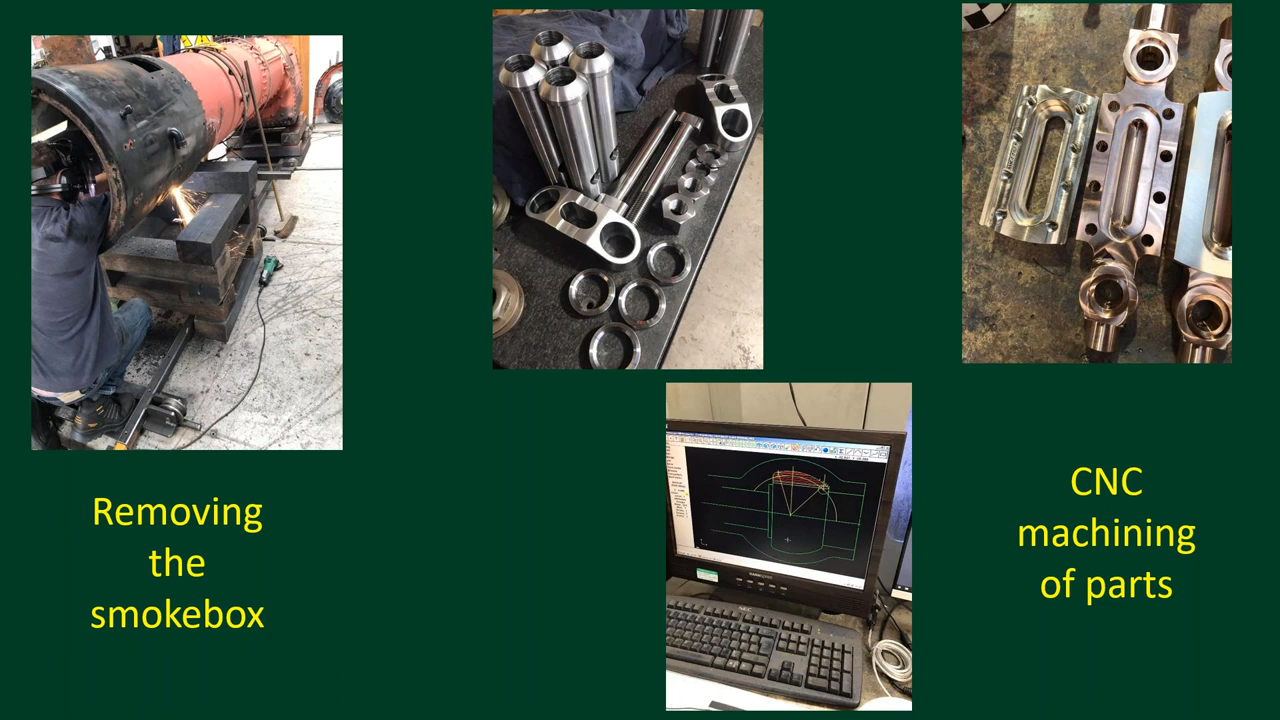 Removing
the
smokebox
CNC
machining
of parts